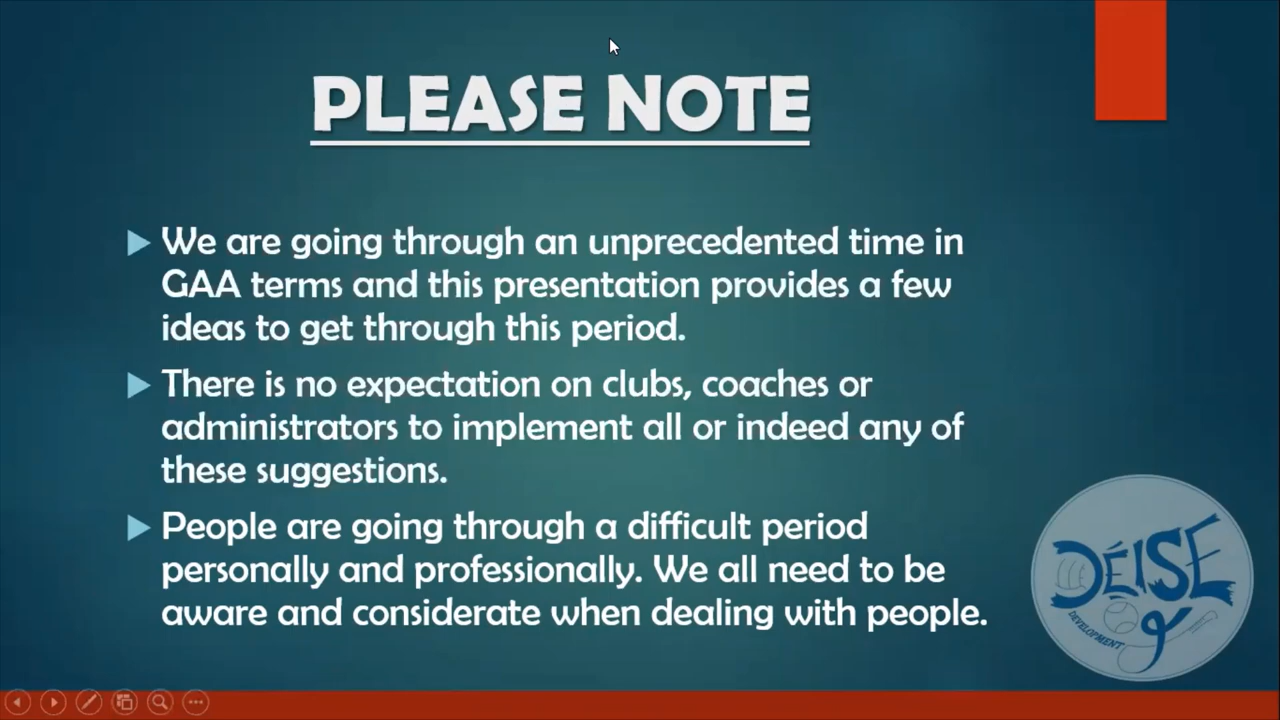 PLEASE NOTE
We are going through an unprecedented time in
GAA terms and this presentation provides a few
ideas to get through this period.
There is no expectation on clubs, coaches or
administrators to implement all or indeed any of
these suggestions.
People are going through a difficult period
personally and professionally. We all need to be
aware and considerate when dealing with people.
DÉISE
DEVELOPMENT
9